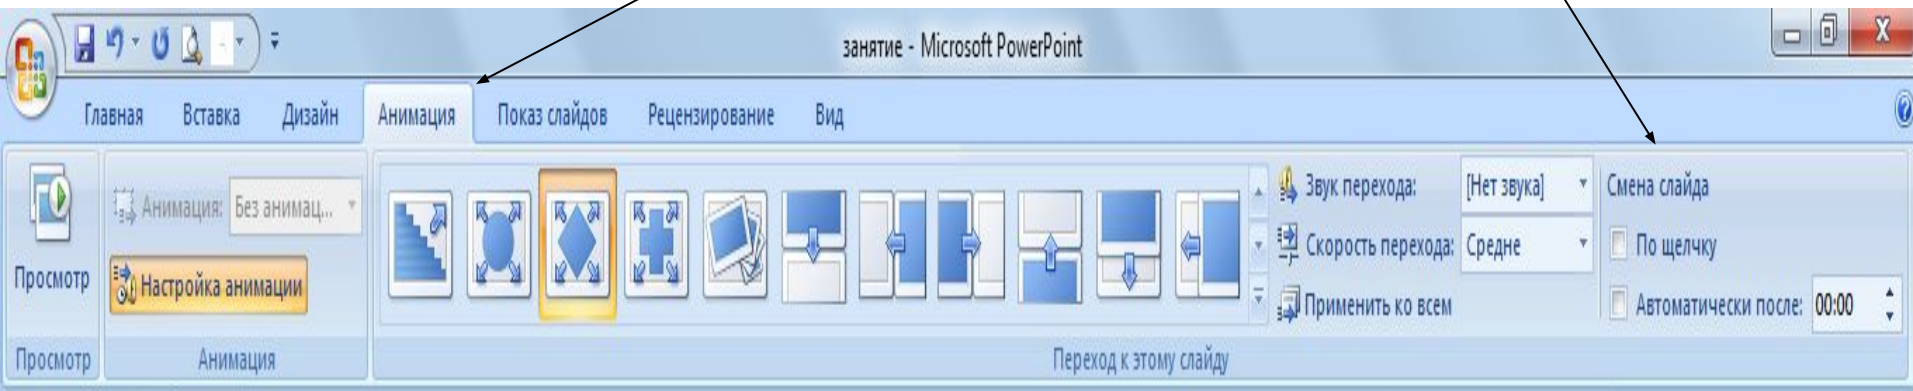 занятие - Microsoft PowerPoint
Главная Вставка Дизайн Анимация Показ слайдов Рецензирование Вид
Просмотр
Анимация: Без анимац...
Настройка анимации
Просмотр
Анимация
Звук перехода: [Нет звука]
Скорость перехода: Средне
Применить ко всем
Смена слайда
По щелчку
Автоматически после: 00:00
Переход к этому слайду